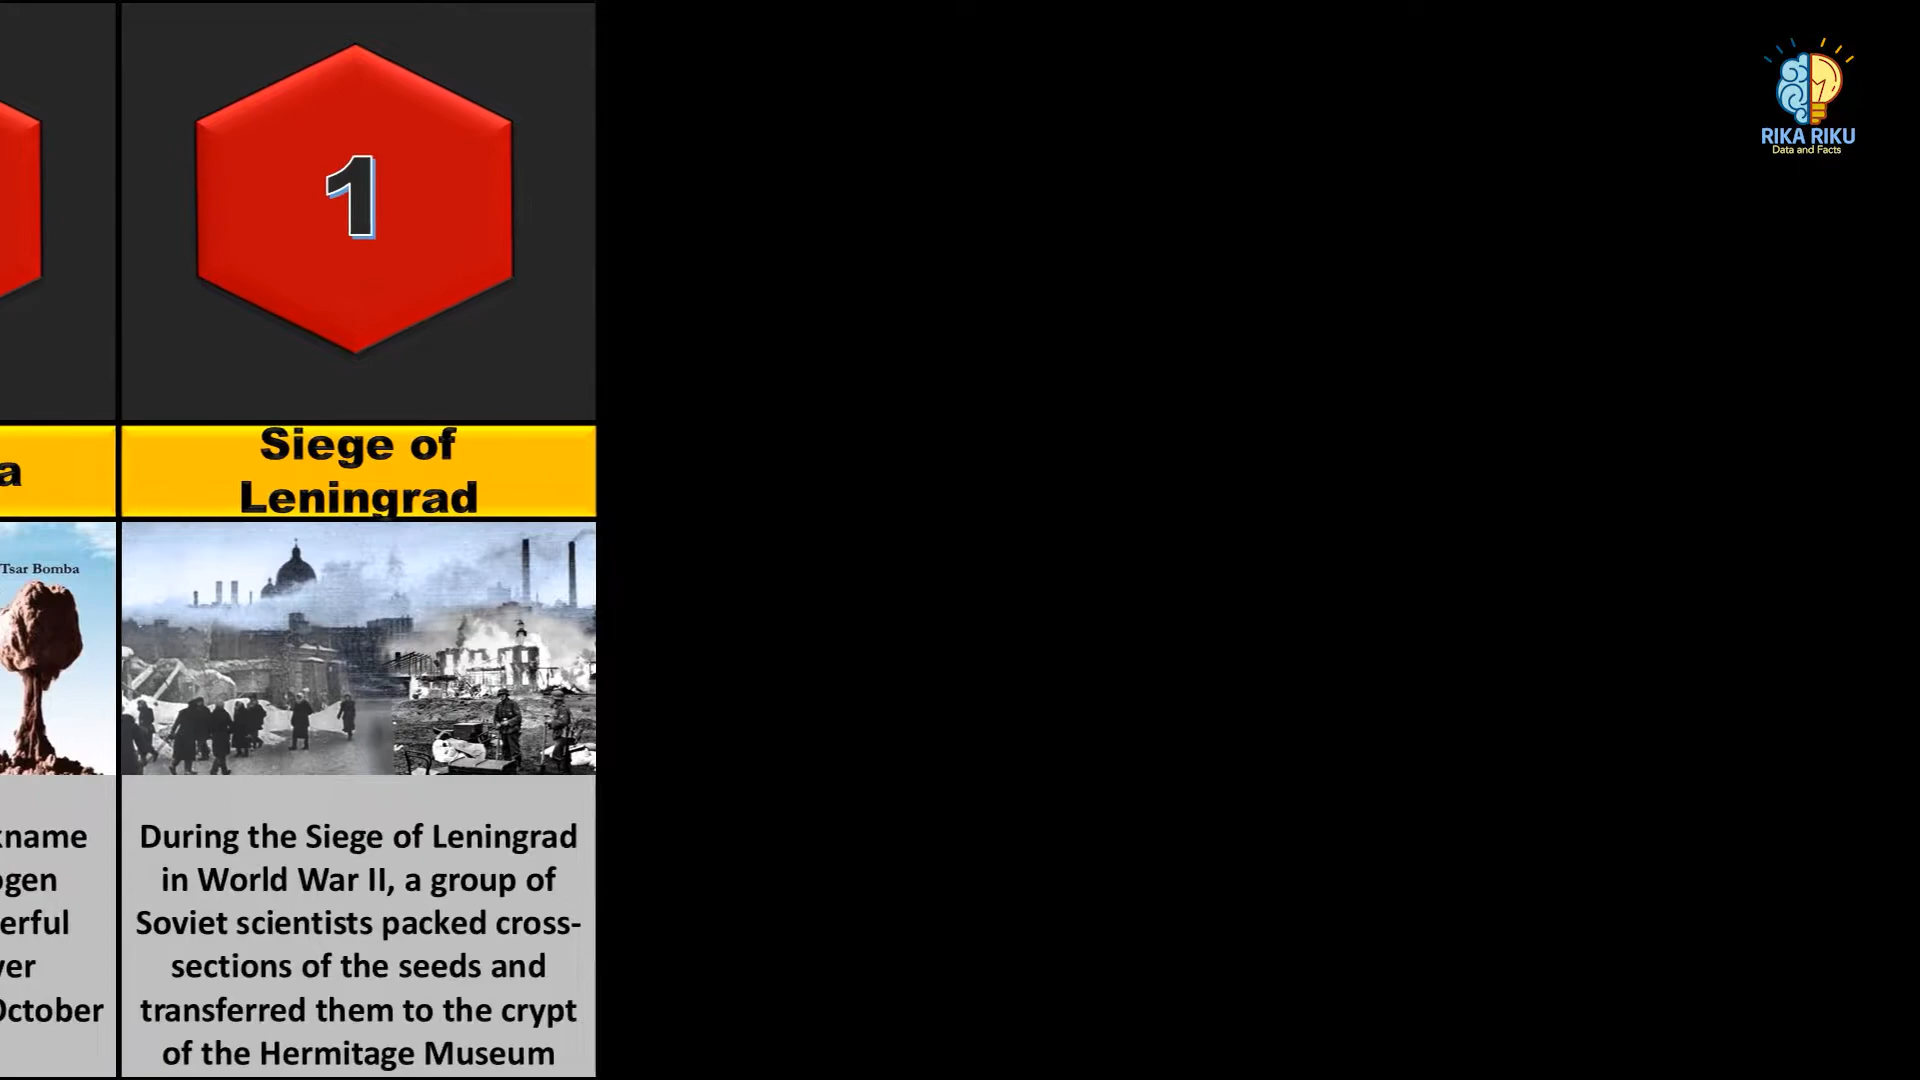 RIKA RIKU
Data and Facts
1
Siege of
Leningrad
Tsar Bomba
During the Siege of Leningrad
in World War II, a group of
Soviet scientists packed cross-
sections of the seeds and
transferred them to the crypt
of the Hermitage Museum
October